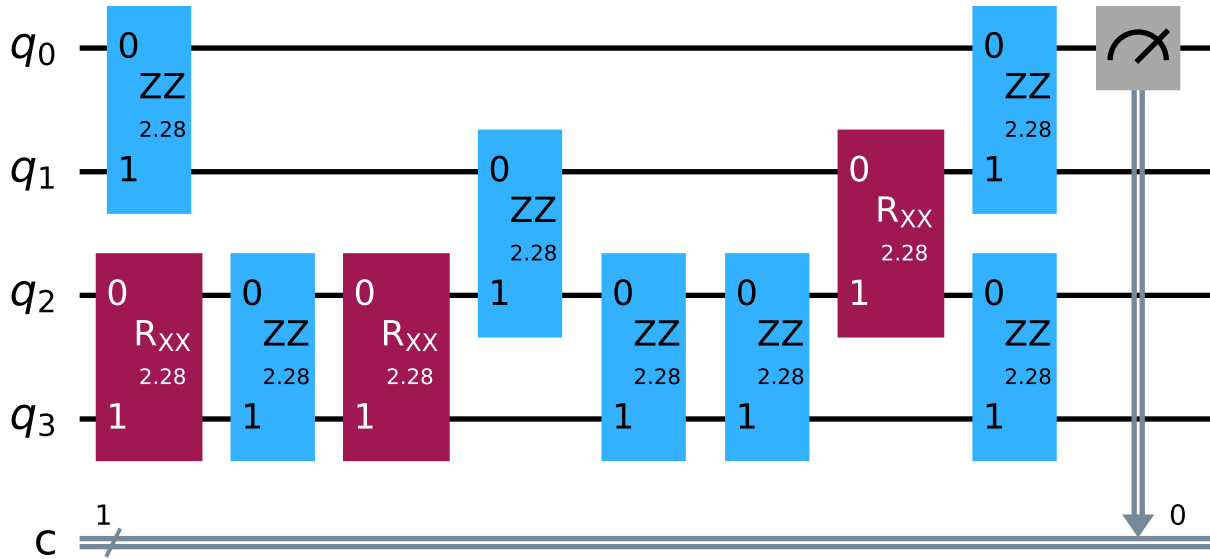 q0 0 0
ZZ ZZ
2.28 2.28
q1 1 0 0 1
ZZ RXX
2.28 2.28
q2 0 0 0 1 0 0 1 0
RXX ZZ RXX ZZ ZZ ZZ
2.28 2.28 2.28 2.28 2.28 2.28
q3 1 1 1 1 1 1
1 0
c